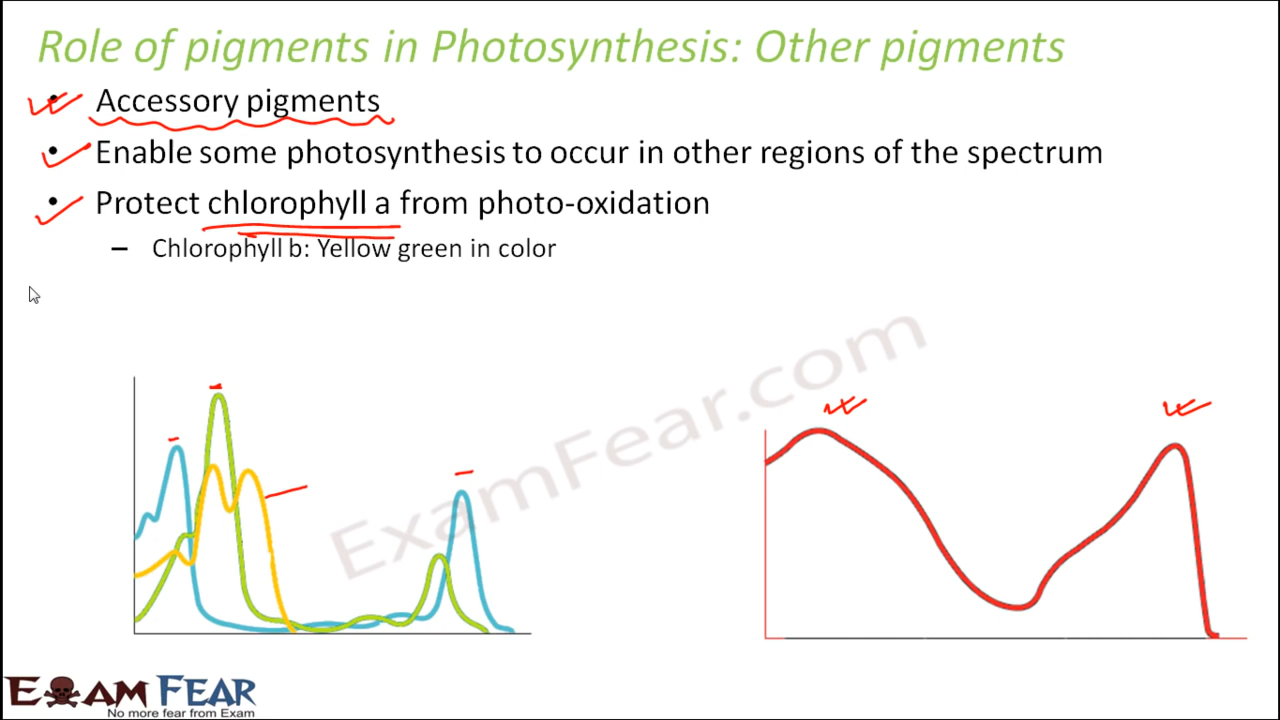 Role of pigments in Photosynthesis: Other pigments
• Accessory pigments
• Enable some photosynthesis to occur in other regions of the spectrum
• Protect chlorophyll a from photo-oxidation
– Chlorophyll b: Yellow green in color
ExamFear.com
EXAM FEAR
No more fear from Exam